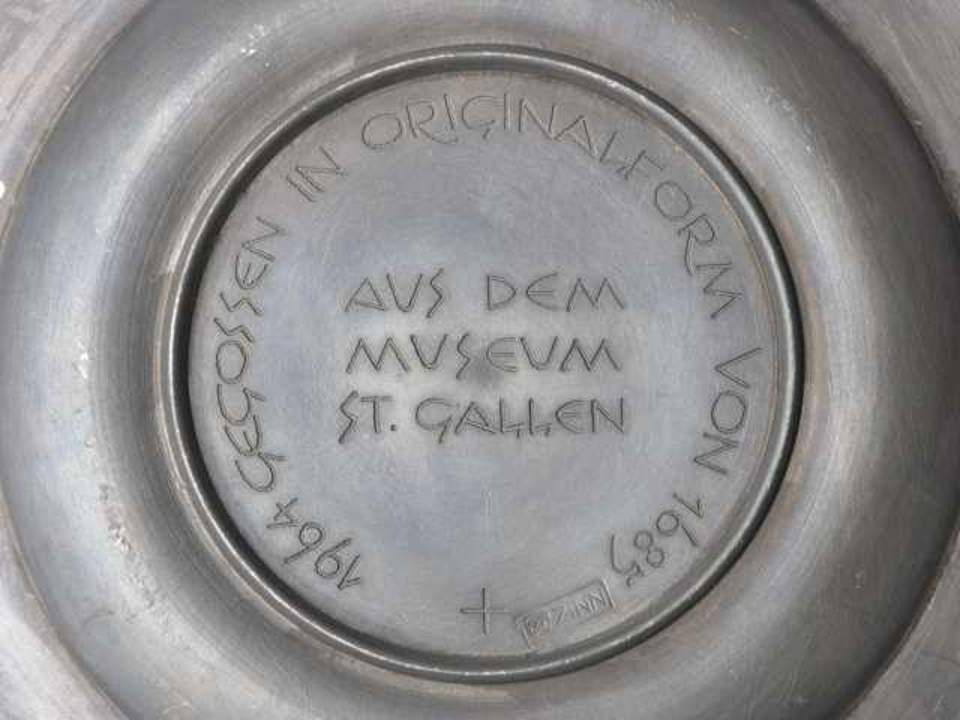 1964 GEGOSSEN IN ORIGINALFORM VON 1685
AUS DEM
MUSEUM
ST. GALLEN
R.ZINN